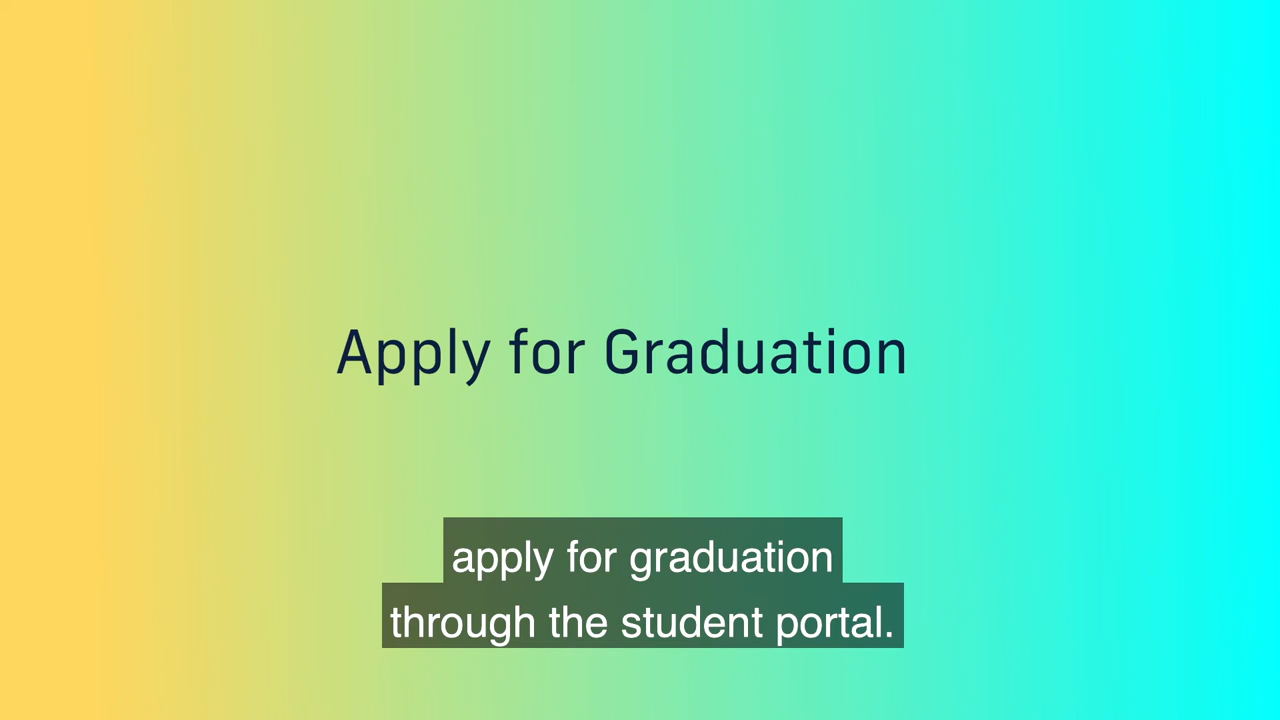 Apply for Graduation
apply for graduation
through the student portal.